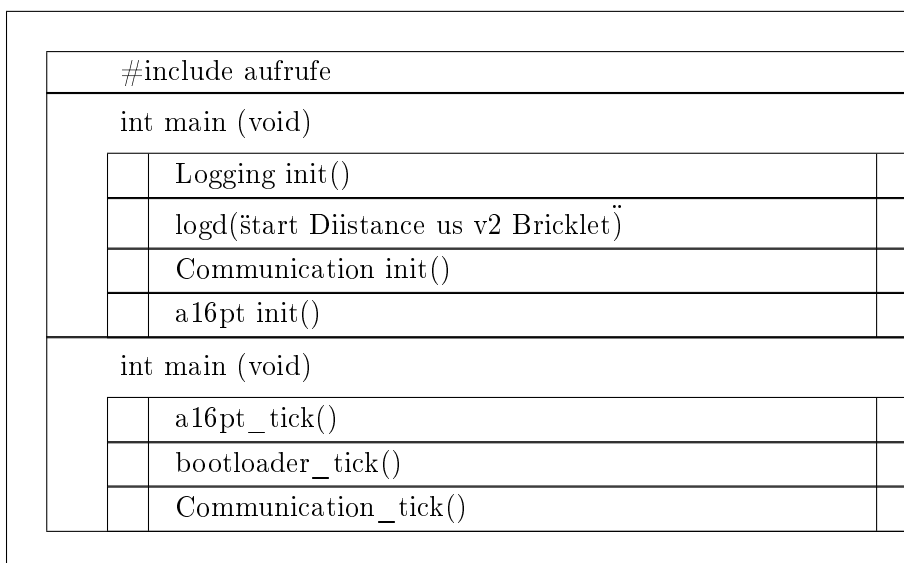 #include aufrufe
int main (void)
Logging init()
logd(s̈tart Diistance us v2 Bricklet)̈
Communication init()
a16pt init()
int main (void)
a16pt_tick()
bootloader_tick()
Communication_tick()